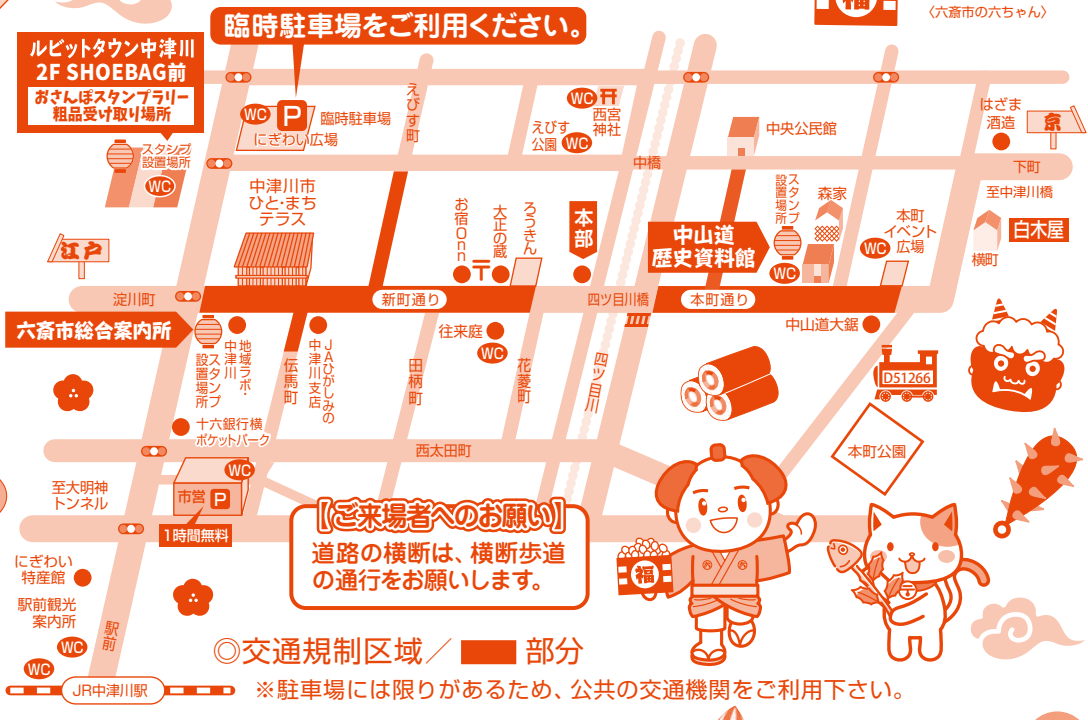 福
〈六斎市の六ちゃん〉
臨時駐車場をご利用ください。
ルビットタウン中津川
2F SHOEBAG前
おさんぽスタンプラリー
粗品受け取り場所
スタンプ
設置場所
WC
WC
P
臨時駐車場
にぎわい広場
えびす町
WC
西宮
神社
えびす
公園
WC
中央公民館
はざま
酒造
京
中橋
下町
至中津川橋
中津川市
ひと・まち
テラス
お宿Onn
〒
大正の蔵
ろうきん
本部
中山道
歴史資料館
スタンプ
設置場所
WC
森家
本町
イベント
広場
WC
白木屋
横町
江戸
淀川町
新町通り
四ツ目川橋
本町通り
六斎市総合案内所
スタンプ
設置場所
地域ラボ・
中津川
伝馬町
JAひがしみの
中津川支店
田柄町
往来庭
WC
花菱町
四ツ目川
中山道大鋸
D51266
十六銀行横
ポケットパーク
西太田町
本町公園
至大明神
トンネル
WC
市営
P
1時間無料
【ご来場者へのお願い】
道路の横断は、横断歩道
の通行をお願いします。
福
にぎわい
特産館
駅前観光
案内所
WC
WC
駅前
JR中津川駅
◎交通規制区域／
部分
※駐車場には限りがあるため、公共の交通機関をご利用下さい。